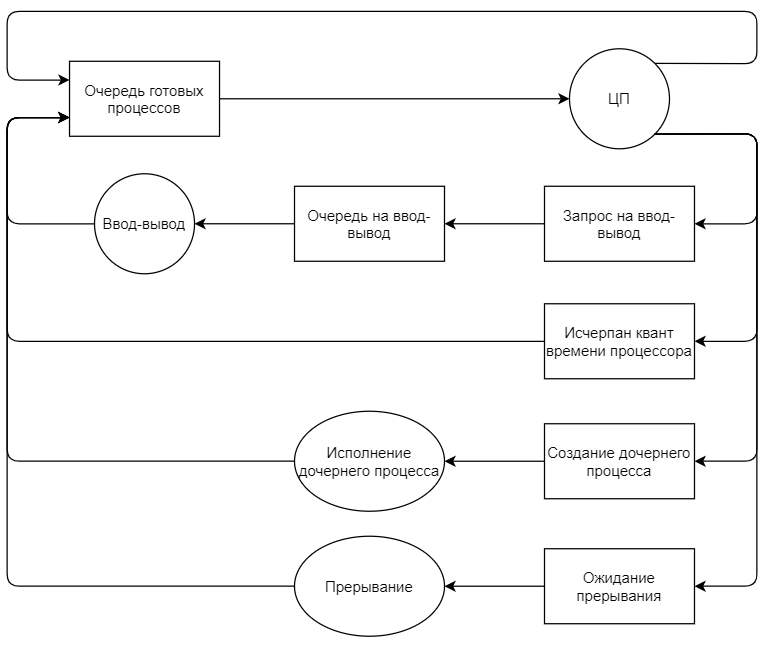 Очередь готовых
процессов
ЦП
Ввод-вывод
Очередь на ввод-
вывод
Запрос на ввод-
вывод
Исчерпан квант
времени процессора
Исполнение
дочернего процесса
Создание дочернего
процесса
Прерывание
Ожидание
прерывания